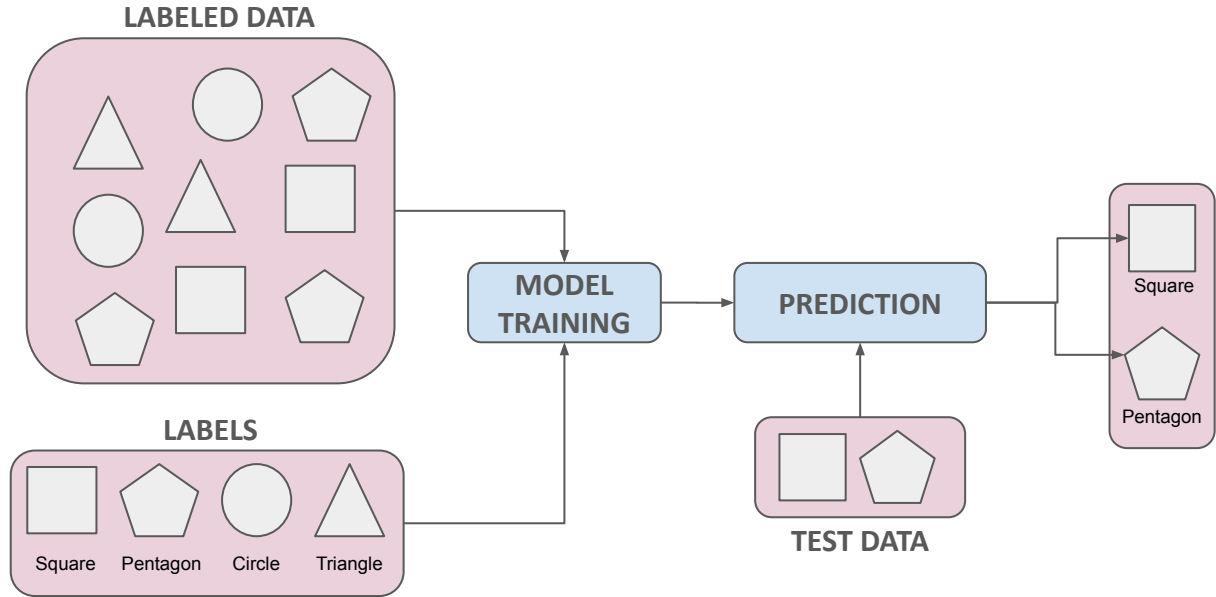 LABELED DATA
MODEL
TRAINING
PREDICTION
Square
Pentagon
LABELS
Square
Pentagon
Circle
Triangle
TEST DATA